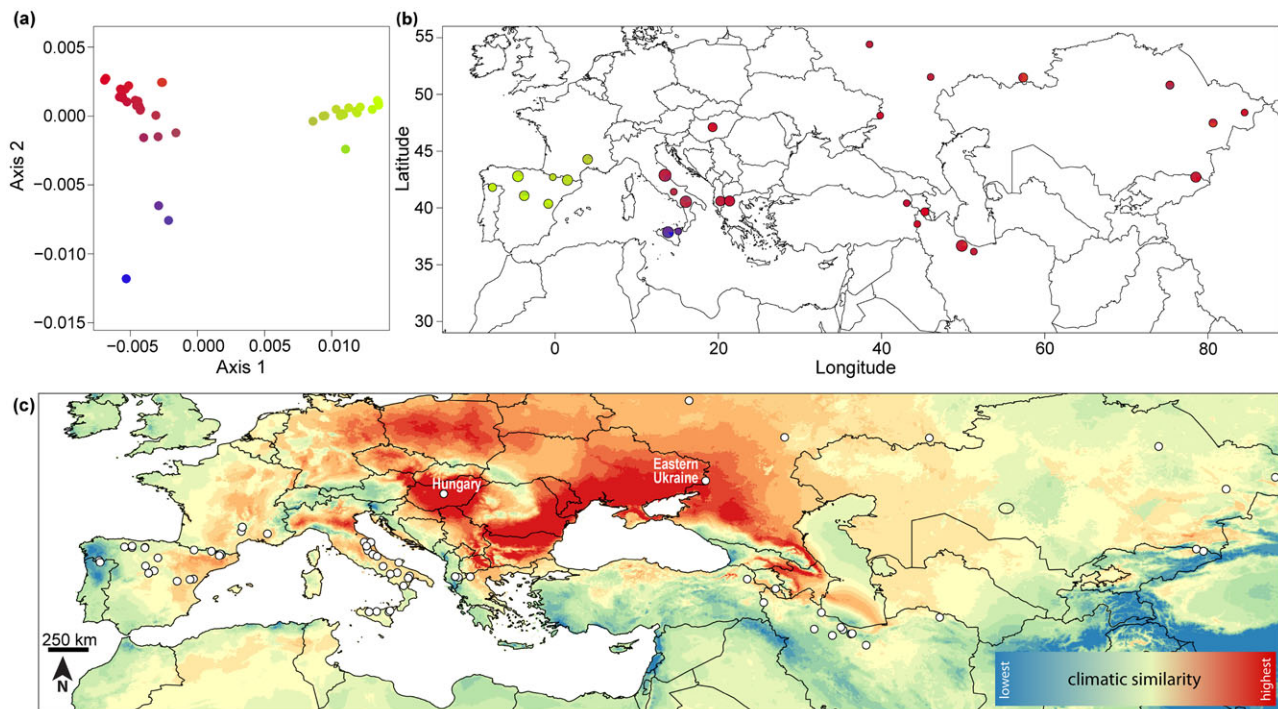 (a)
0.005
0.000
−0.005
−0.010
−0.015
Axis 2
−0.005
0.000
0.005
0.010
Axis 1
(b)
55
50
45
40
35
30
Latitude
0
20
40
60
80
Longitude
(c)
Hungary
Eastern
Ukraine
250 km
N
lowest
climatic similarity
highest